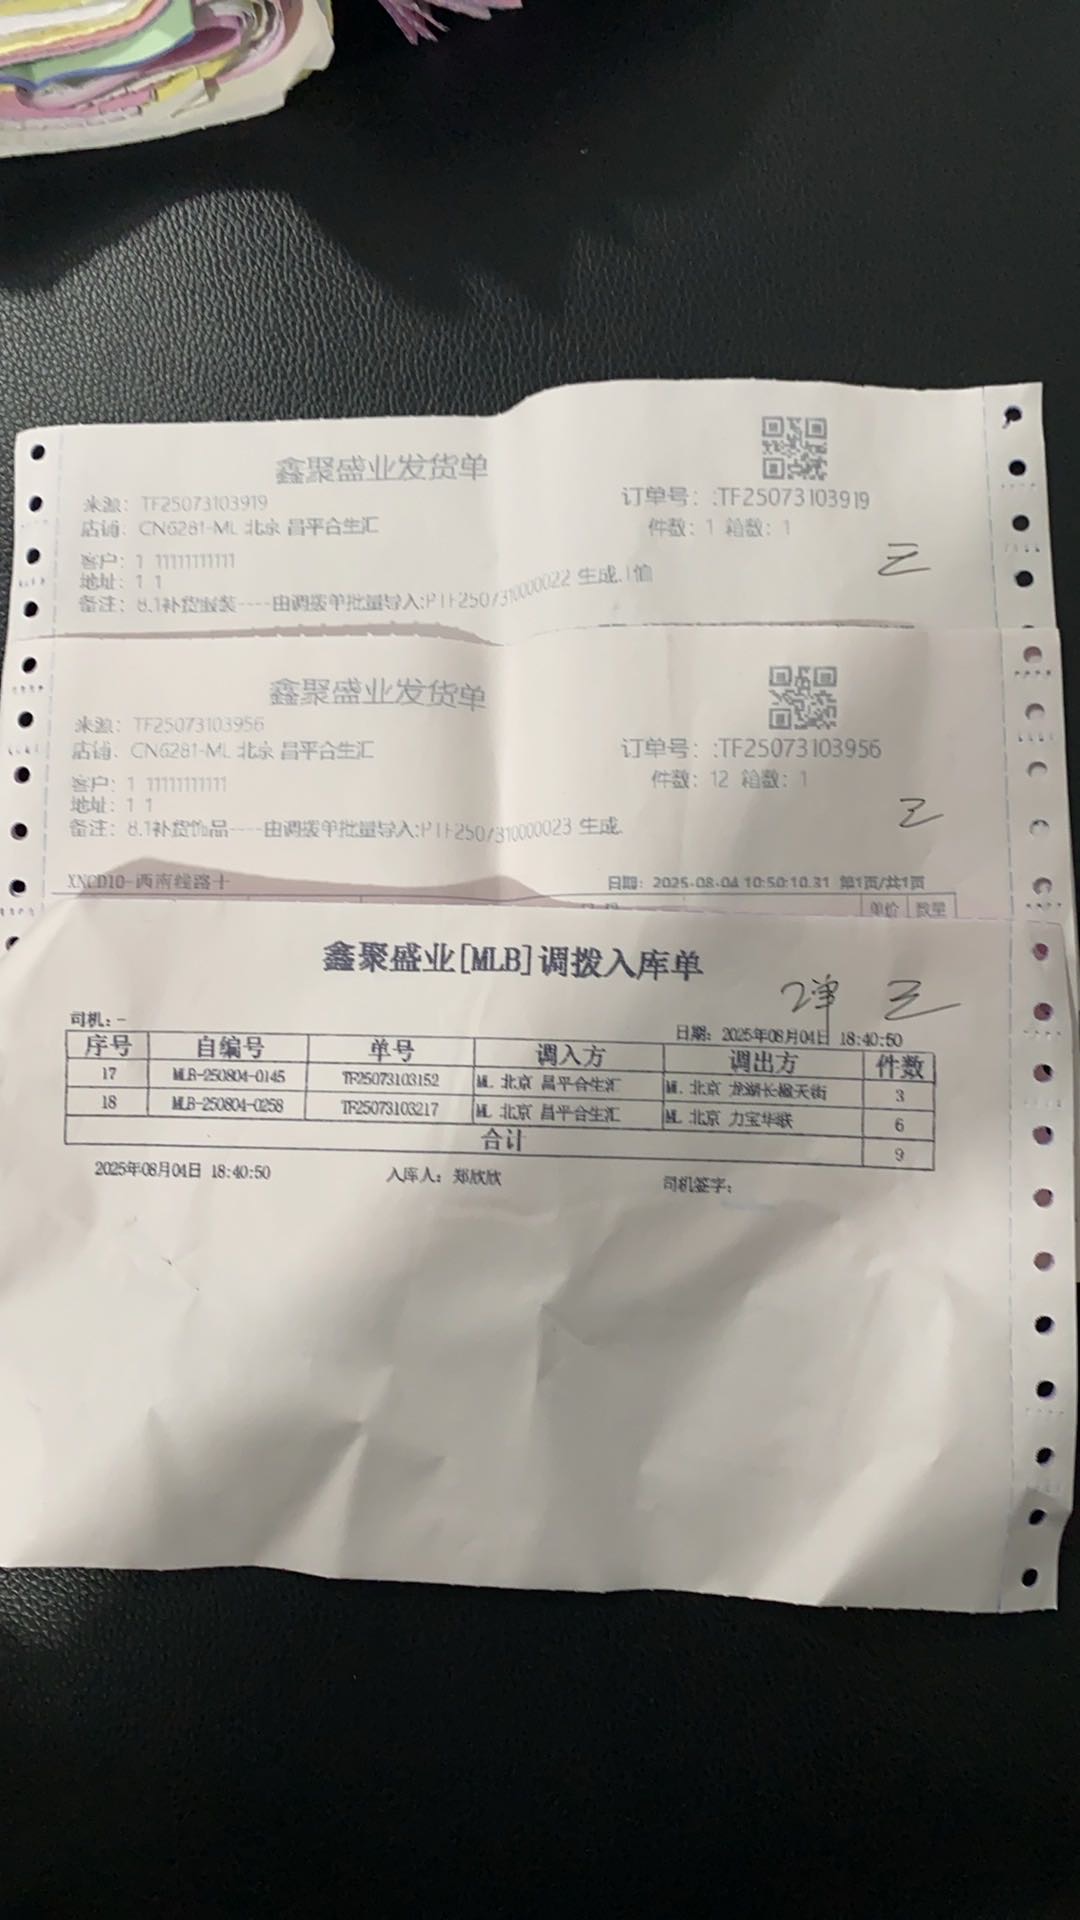 鑫聚盛业发货单
来源：TF25073103919
订单号：:TF25073103919
店铺：CN6281-ML 北京 昌平合生汇
件数：1 箱数：1
客户：1 11111111111
地址：1 1
三
备注：8.1补货服装----由调拨单批量导入:PTF2507310000022 生成.1恤
鑫聚盛业发货单
来源：TF25073103956
订单号：:TF25073103956
店铺：CN6281-ML 北京 昌平合生汇
件数：12 箱数：1
客户：1 11111111111
地址：1 1
三
备注：8.1补货饰品----由调拨单批量导入:PTF2507310000023 生成.
XNCD10-西南线路十
日期：2025-08-04 10:50:10.31 第1页/共1页
单价 数量
鑫聚盛业[MLB]调拨入库单
2单 三
司机：-
日期：2025年08月04日 18:40:50
序号 自编号 单号 调入方 调出方 件数
17 MLB-250804-0145 TF25073103152 ML 北京 昌平合生汇 ML 北京 龙湖长楹天街 3
18 MLB-250804-0258 TF25073103217 ML 北京 昌平合生汇 ML 北京 力宝华联 6
合计 9
2025年08月04日 18:40:50 入库人：郑欣欣 司机签字：